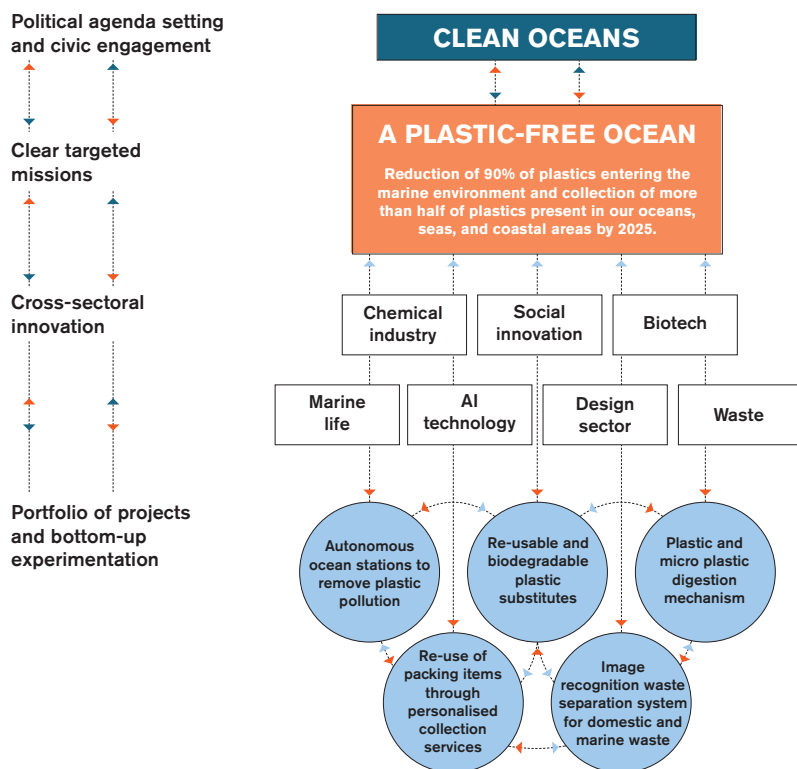 Political agenda setting
and civic engagement
CLEAN OCEANS
A PLASTIC-FREE OCEAN
Reduction of 90% of plastics entering the
marine environment and collection of more
than half of plastics present in our oceans,
seas, and coastal areas by 2025.
Clear targeted
missions
Cross-sectoral
innovation
Chemical
industry
Social
innovation
Biotech
Marine
life
AI
technology
Design
sector
Waste
Portfolio of projects
and bottom-up
experimentation
Autonomous
ocean stations to
remove plastic
pollution
Re-usable and
biodegradable
plastic
substitutes
Plastic and
micro plastic
digestion
mechanism
Re-use of
packing items
through
personalised
collection
services
Image
recognition waste
separation system
for domestic and
marine waste